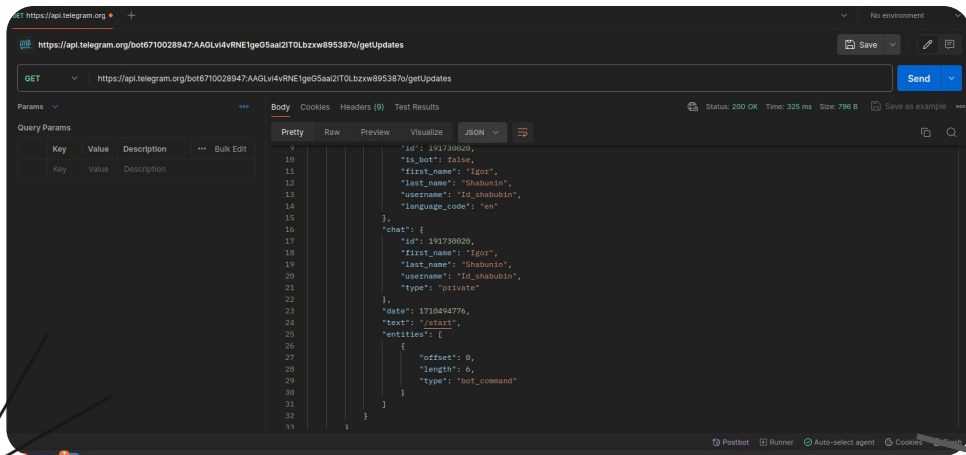 GET https://api.telegram.org
No environment
HTTP https://api.telegram.org/bot6710028947:AAGLvl4vRNE1geG5aal2IT0Lbzxw895387o/getUpdates
Save
GET https://api.telegram.org/bot6710028947:AAGLvl4vRNE1geG5aal2IT0Lbzxw895387o/getUpdates
Send
Params
Body Cookies Headers (9) Test Results
Status: 200 OK Time: 325 ms Size: 796 B Save as example
Query Params
Pretty Raw Preview Visualize JSON
Key Value Description Bulk Edit
Key Value Description
9 "id": 191730020,
10 "is_bot": false,
11 "first_name": "Igor",
12 "last_name": "Shabunin",
13 "username": "Id_shabubin",
14 "language_code": "en"
15 },
16 "chat": {
17 "id": 191730020,
18 "first_name": "Igor",
19 "last_name": "Shabunin",
20 "username": "Id_shabubin",
21 "type": "private"
22 },
23 "date": 1710494776,
24 "text": "/start",
25 "entities": [
26 {
27 "offset": 0,
28 "length": 6,
29 "type": "bot_command"
30 }
31 ]
32 }
33 }
Postbot Runner Auto-select agent Cookies Trash